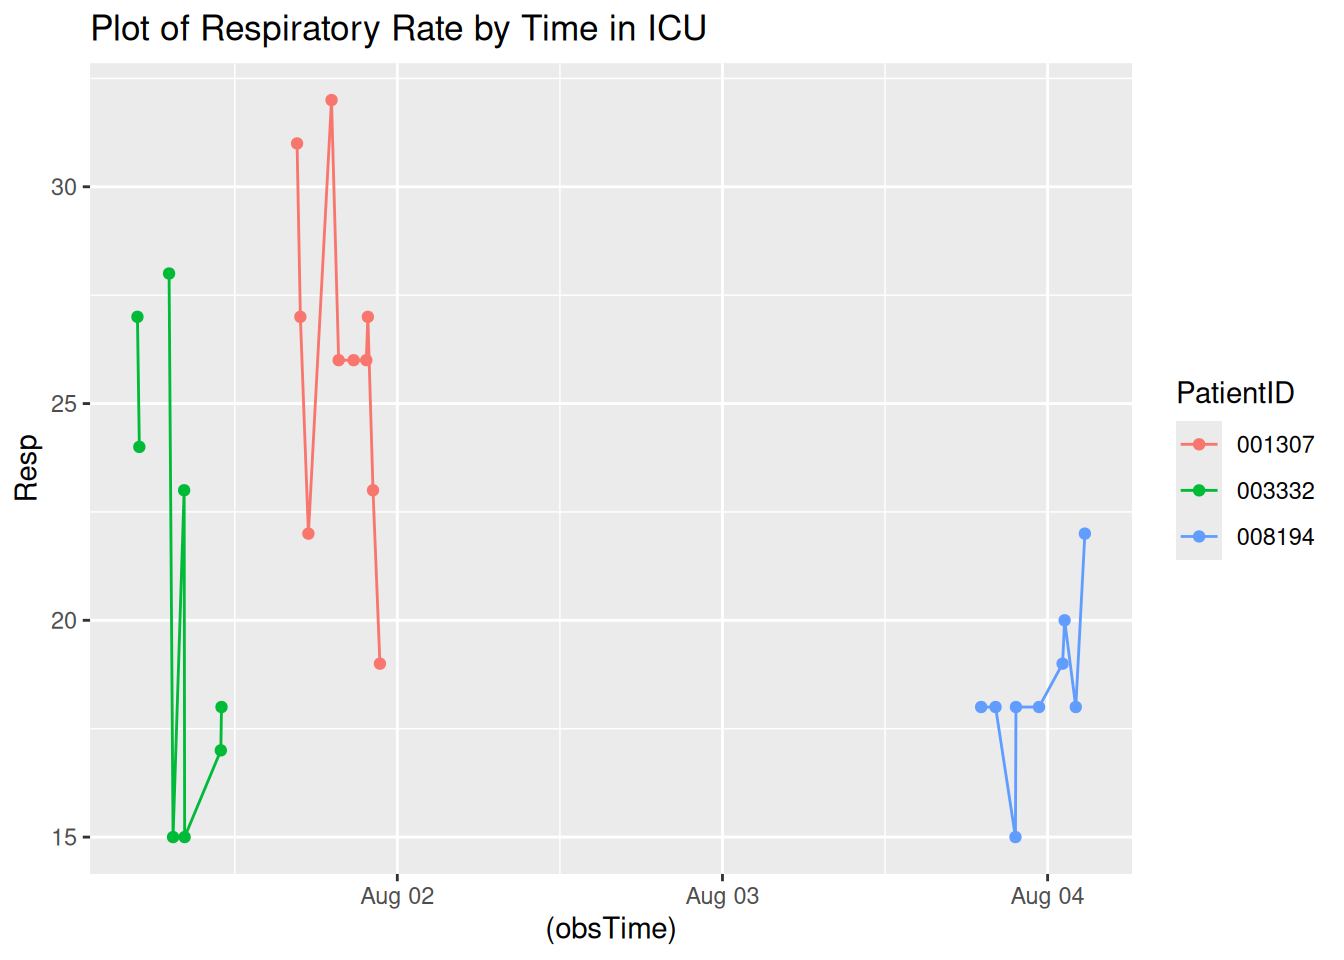 Plot of Respiratory Rate by Time in ICU
30
25
20
15
Resp
Aug 02
Aug 03
Aug 04
(obsTime)
PatientID
001307
003332
008194